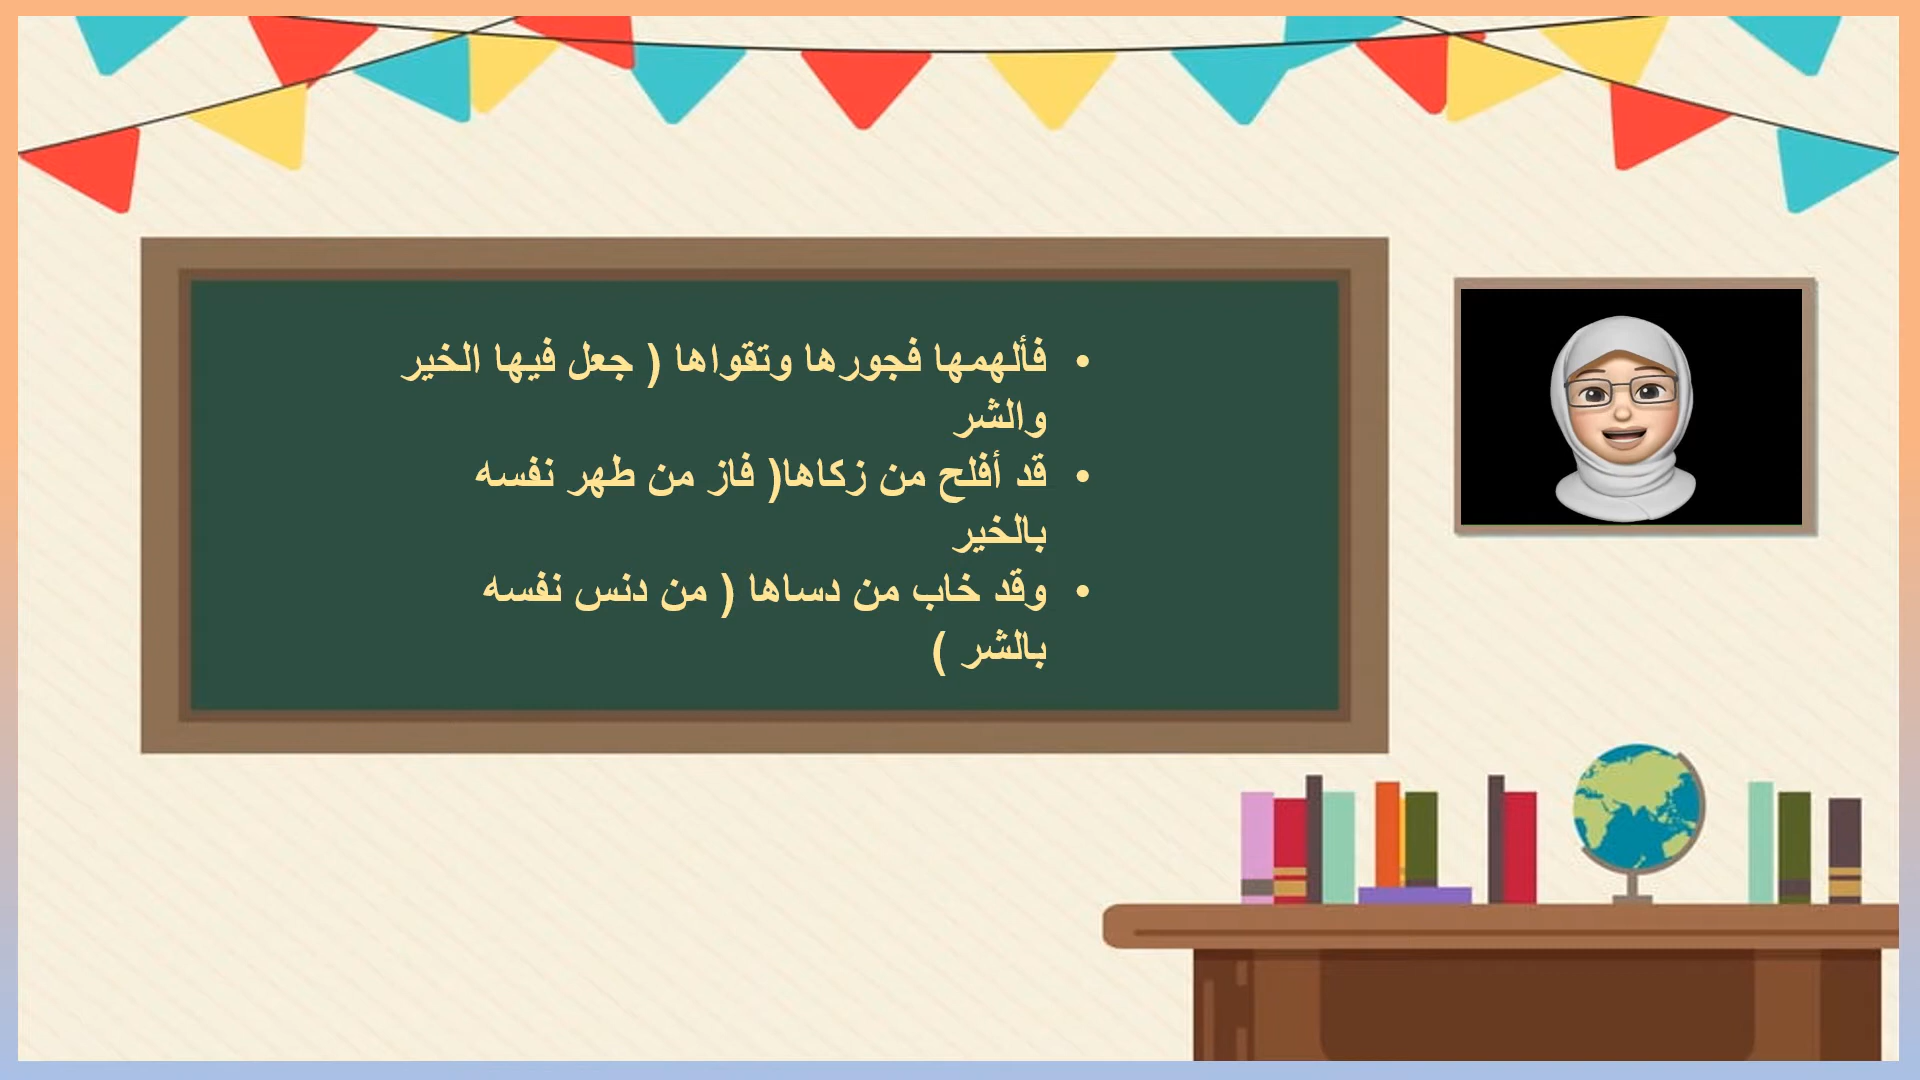 • فألهمها فجورها وتقواها ( جعل فيها الخير
والشر
• قد أفلح من زكاها( فاز من طهر نفسه
بالخير
• وقد خاب من دساها ( من دنس نفسه
بالشر )